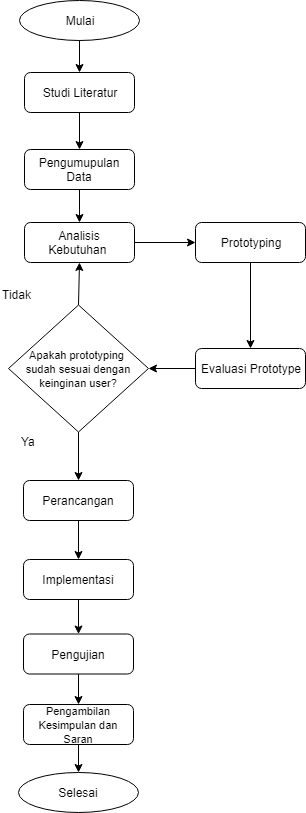 Mulai
Studi Literatur
Pengumupulan
Data
Analisis
Kebutuhan
Prototyping
Tidak
Apakah prototyping
sudah sesuai dengan
keinginan user?
Evaluasi Prototype
Ya
Perancangan
Implementasi
Pengujian
Pengambilan
Kesimpulan dan
Saran
Selesai